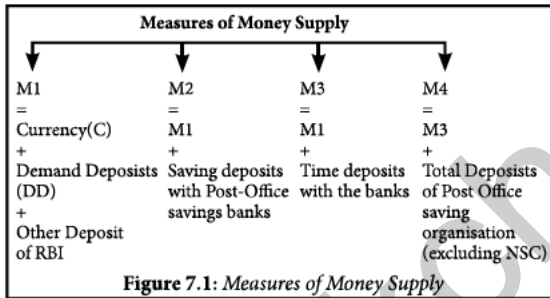 Measures of Money Supply
M1
=
Currency(C)
+
Demand Deposists
(DD)
+
Other Deposit
of RBI
M2
=
M1
+
Saving deposits
with Post-Office
savings banks
M3
=
M1
+
Time deposits
with the banks
M4
=
M3
+
Total Deposists
of Post Office
saving
organisation
(excluding NSC)
Figure 7.1: Measures of Money Supply